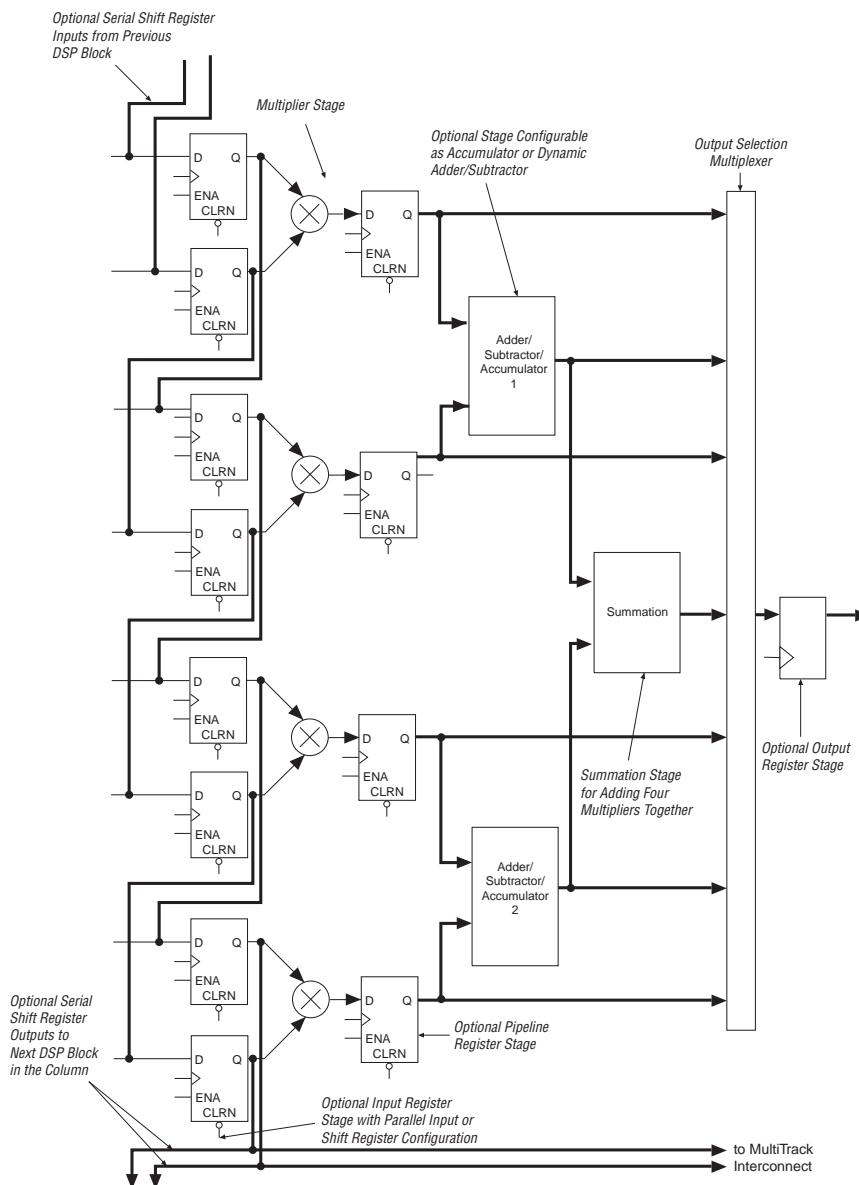 Optional Serial Shift Register
Inputs from Previous
DSP Block
Multiplier Stage
Optional Stage Configurable
as Accumulator or Dynamic
Adder/Subtractor
Output Selection
Multiplexer
D Q
ENA
CLRN
D Q
ENA
CLRN
D Q
ENA
CLRN
Adder/
Subtractor/
Accumulator
1
D Q
ENA
CLRN
D Q
ENA
CLRN
D Q
ENA
CLRN
Summation
D Q
ENA
CLRN
D Q
ENA
CLRN
D Q
ENA
CLRN
Summation Stage
for Adding Four
Multipliers Together
Optional Output
Register Stage
Adder/
Subtractor/
Accumulator
2
D Q
ENA
CLRN
D Q
ENA
CLRN
D Q
ENA
CLRN
Optional Pipeline
Register Stage
Optional Serial
Shift Register
Outputs to
Next DSP Block
in the Column
Optional Input Register
Stage with Parallel Input or
Shift Register Configuration
to MultiTrack
Interconnect